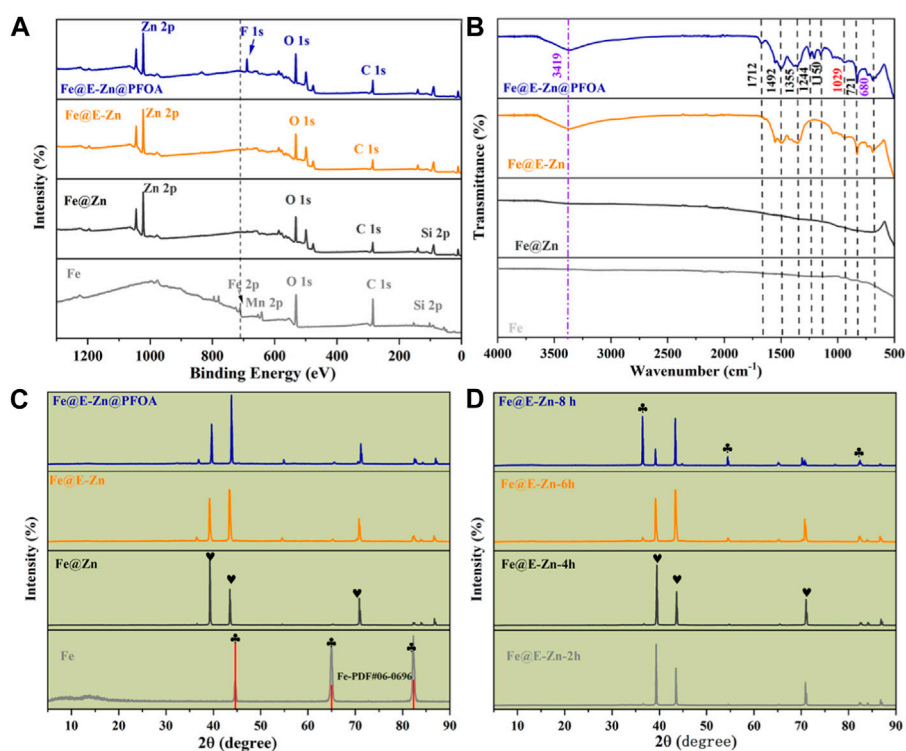 A
Zn 2p
F 1s
O 1s
C 1s
Fe@E-Zn@PFOA
Zn 2p
O 1s
C 1s
Fe@E-Zn
Zn 2p
O 1s
C 1s
Si 2p
Fe@Zn
Fe 2p
Mn 2p
O 1s
C 1s
Si 2p
Fe
Intensity (%)
1200 1000 800 600 400 200 0
Binding Energy (eV)
B
3419
1712
1492
1355
1244
1150
1029
721
680
Fe@E-Zn@PFOA
Fe@E-Zn
Fe@Zn
Fe
Transmittance (%)
4000 3500 3000 2500 2000 1500 1000 500
Wavenumber (cm-1)
C
Fe@E-Zn@PFOA
Fe@E-Zn
Fe@Zn
♥ ♥ ♥
Fe
♣ ♣ ♣
Fe-PDF#06-0696
Intensity (%)
10 20 30 40 50 60 70 80 90
2θ (degree)
D
Fe@E-Zn-8 h
♣ ♣ ♣
Fe@E-Zn-6h
Fe@E-Zn-4h
♥ ♥ ♥
Fe@E-Zn-2h
Intensity (%)
10 20 30 40 50 60 70 80 90
2θ (degree)